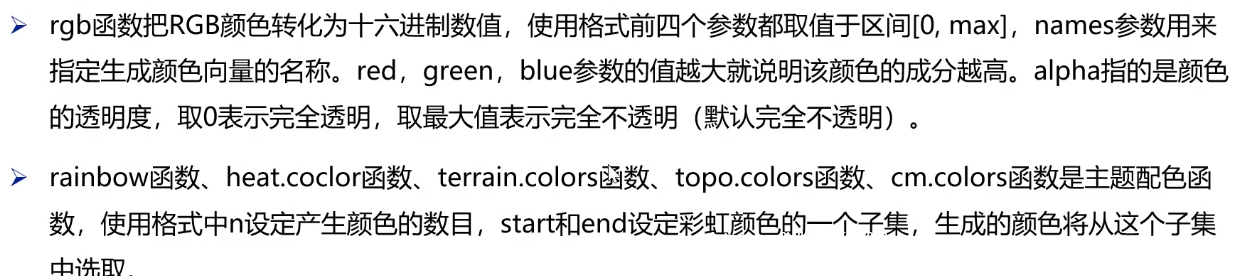 rgb函数把RGB颜色转化为十六进制数值，使用格式前四个参数都取值于区间[0, max]，names参数用来
指定生成颜色向量的名称。red，green，blue参数的值越大就说明该颜色的成分越高。alpha指的是颜色
的透明度，取0表示完全透明，取最大值表示完全不透明（默认完全不透明）。
rainbow函数、heat.coclor函数、terrain.colors函数、topo.colors函数、cm.colors函数是主题配色函
数，使用格式中n设定产生颜色的数目，start和end设定彩虹颜色的一个子集，生成的颜色将从这个子集
中选取.